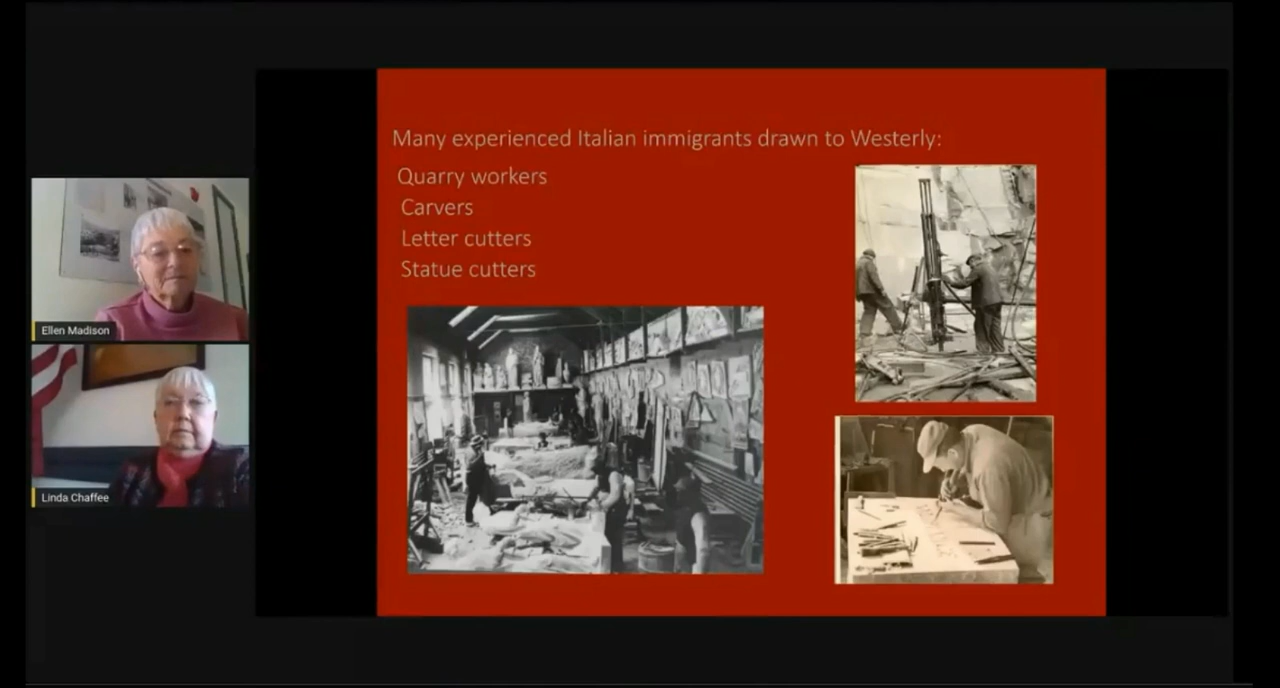 Many experienced Italian immigrants drawn to Westerly:
Quarry workers
Carvers
Letter cutters
Statue cutters
Ellen Madison
Linda Chaffee